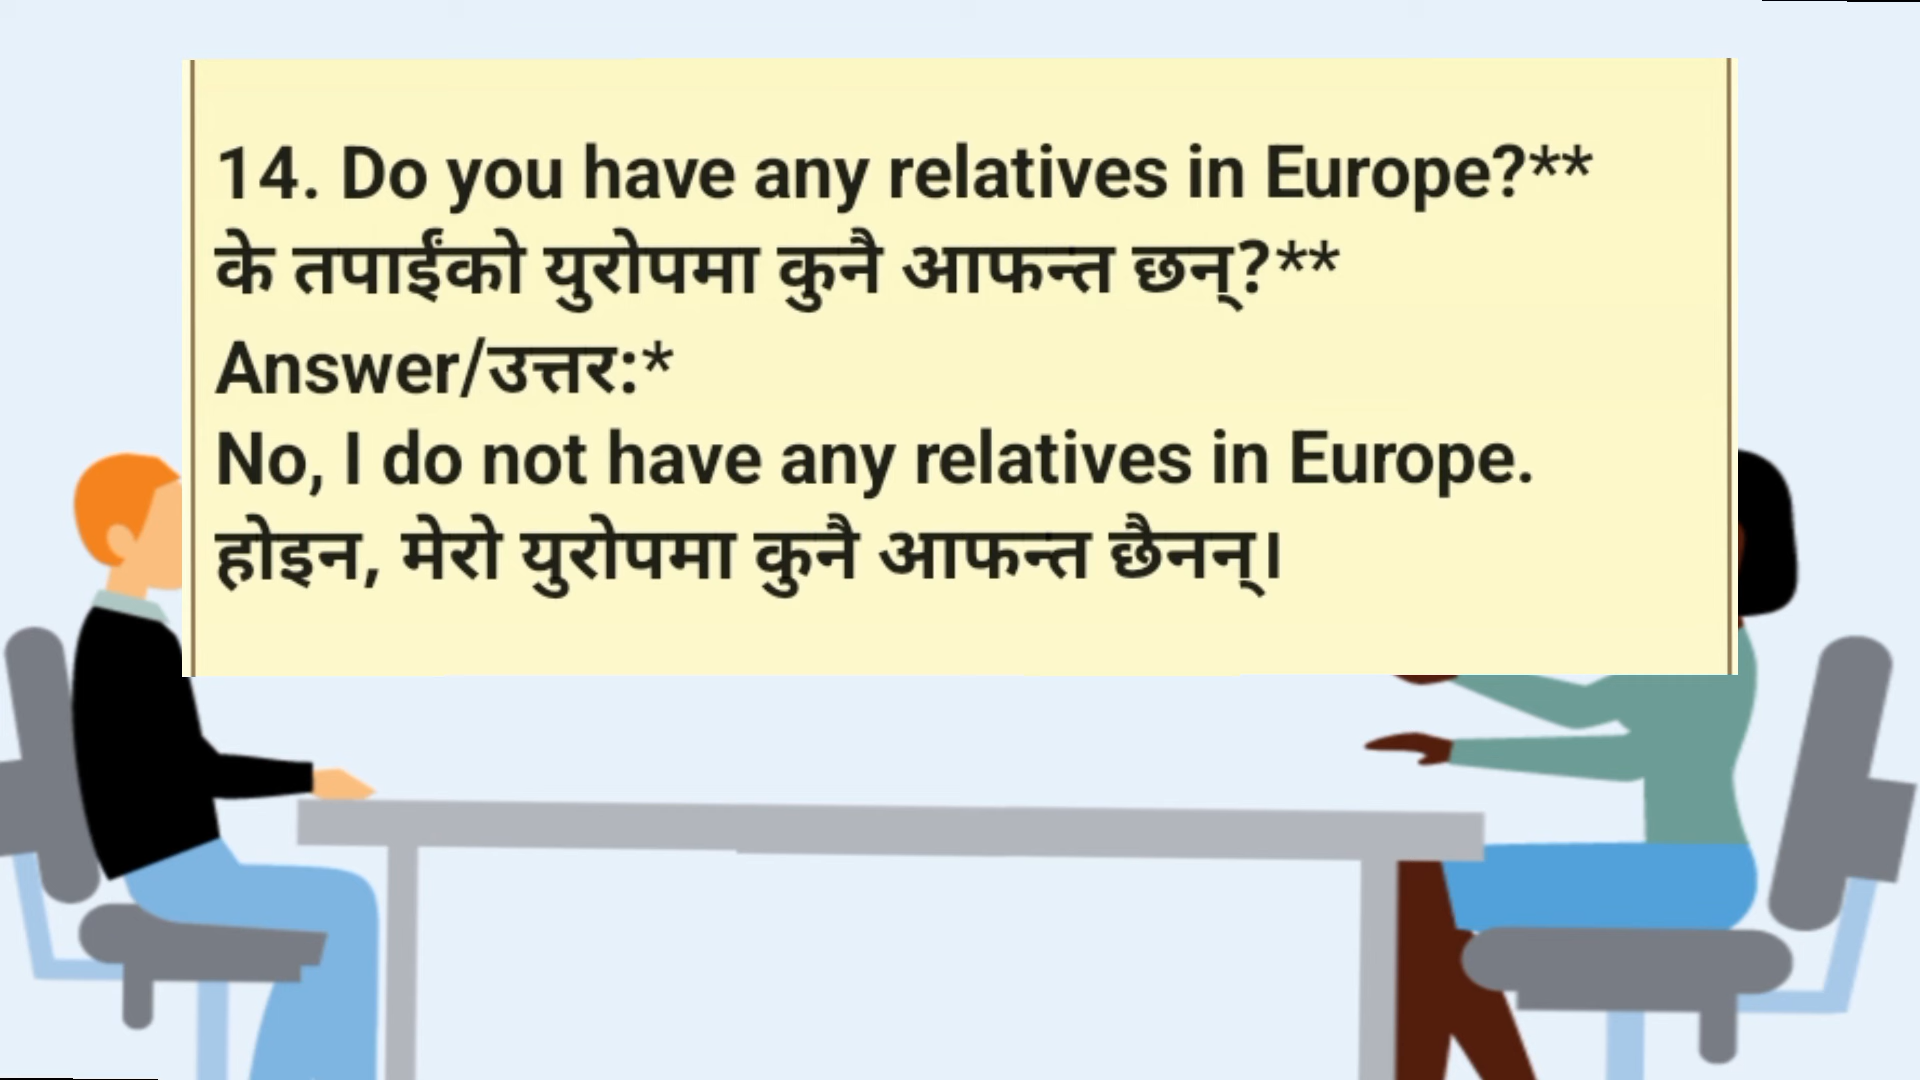 14. Do you have any relatives in Europe?**
के तपाईंको युरोपमा कुनै आफन्त छन्?**
Answer/उत्तर:*
No, I do not have any relatives in Europe.
होइन, मेरो युरोपमा कुनै आफन्त छैनन्।